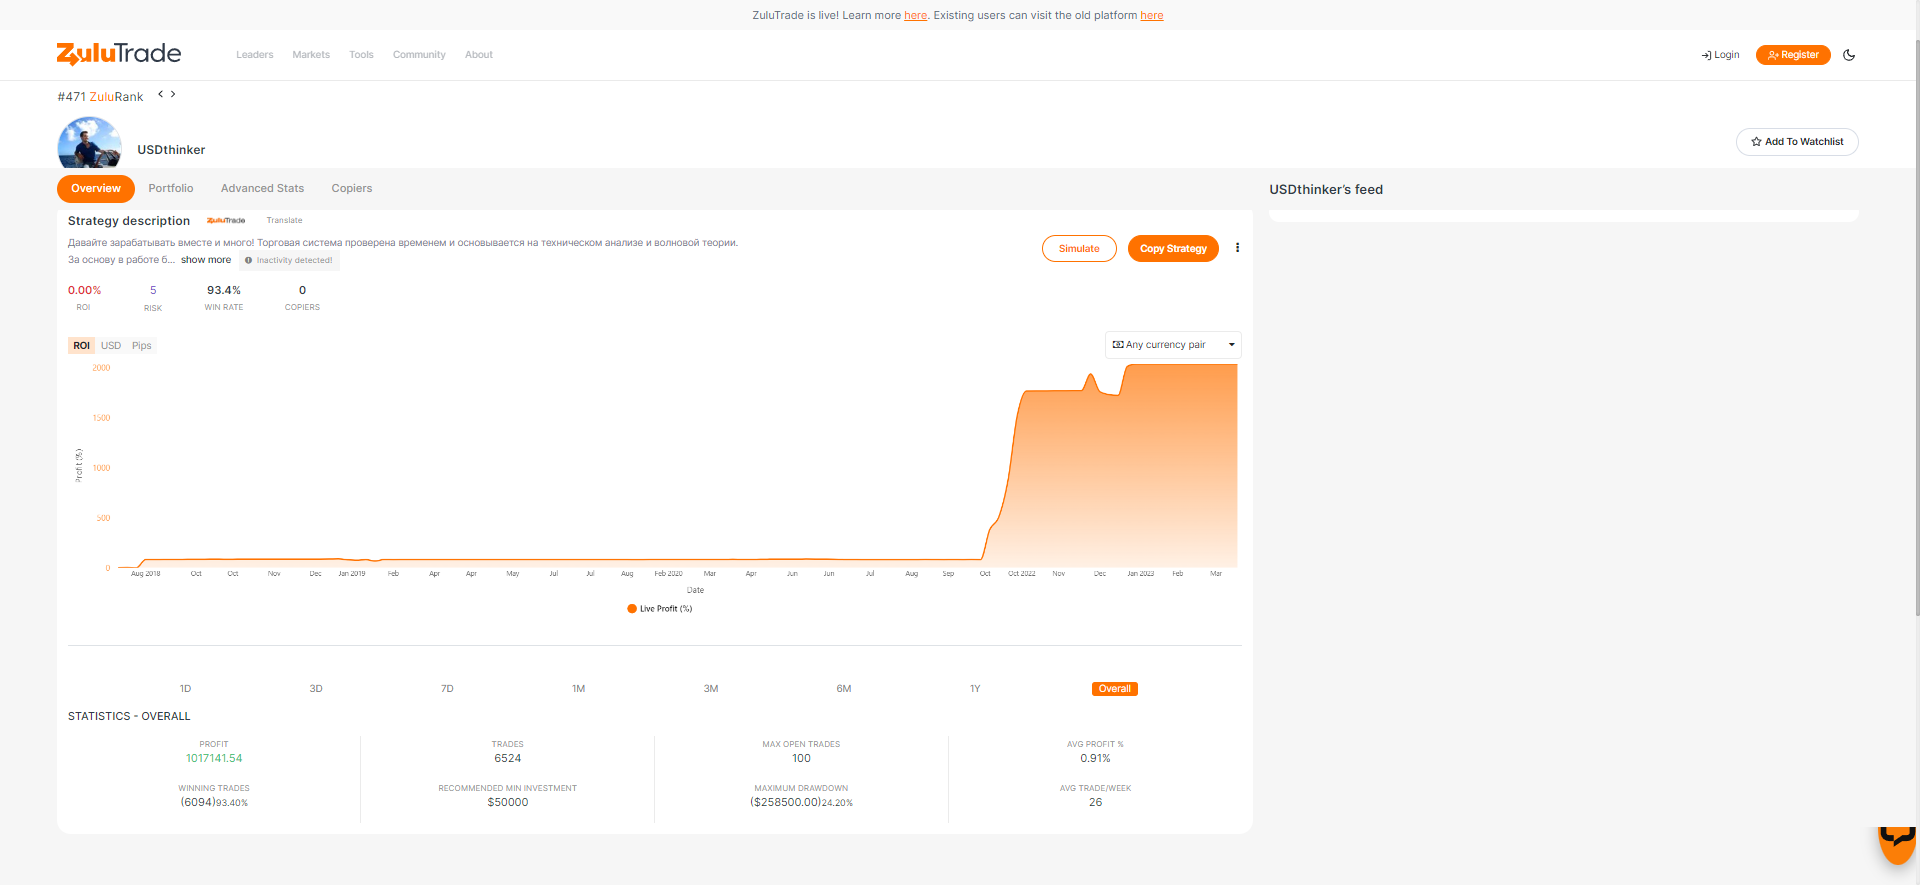 ZuluTrade is live! Learn more here. Existing users can visit the old platform here
ZuluTrade
Leaders Markets Tools Community About
Login Register
#471 ZuluRank
USDthinker
Add To Watchlist
Overview Portfolio Advanced Stats Copiers
USDthinker's feed
Strategy description ZuluTrade Translate
Давайте зарабатывать вместе и много! Торговая система проверена временем и основывается на техническом анализе и волновой теории.
За основу в работе б... show more Inactivity detected!
Simulate Copy Strategy
0.00% 5 93.4% 0
ROI RISK WIN RATE COPIERS
ROI USD Pips
Any currency pair
2000
1500
1000
500
0
Profit (%)
Aug 2018 Oct Oct Nov Dec Jan 2019 Feb Apr Apr May Jul Jul Aug Feb 2020 Mar Apr Jun Jun Jul Aug Sep Oct Oct 2022 Nov Dec Jan 2023 Feb Mar
Date
Live Profit (%)
1D 3D 7D 1M 3M 6M 1Y Overall
STATISTICS - OVERALL
PROFIT TRADES MAX OPEN TRADES AVG PROFIT %
1017141.54 6524 100 0.91%
WINNING TRADES RECOMMENDED MIN INVESTMENT MAXIMUM DRAWDOWN AVG TRADE/WEEK
(6094)93.40% $50000 ($258500.00)24.20% 26